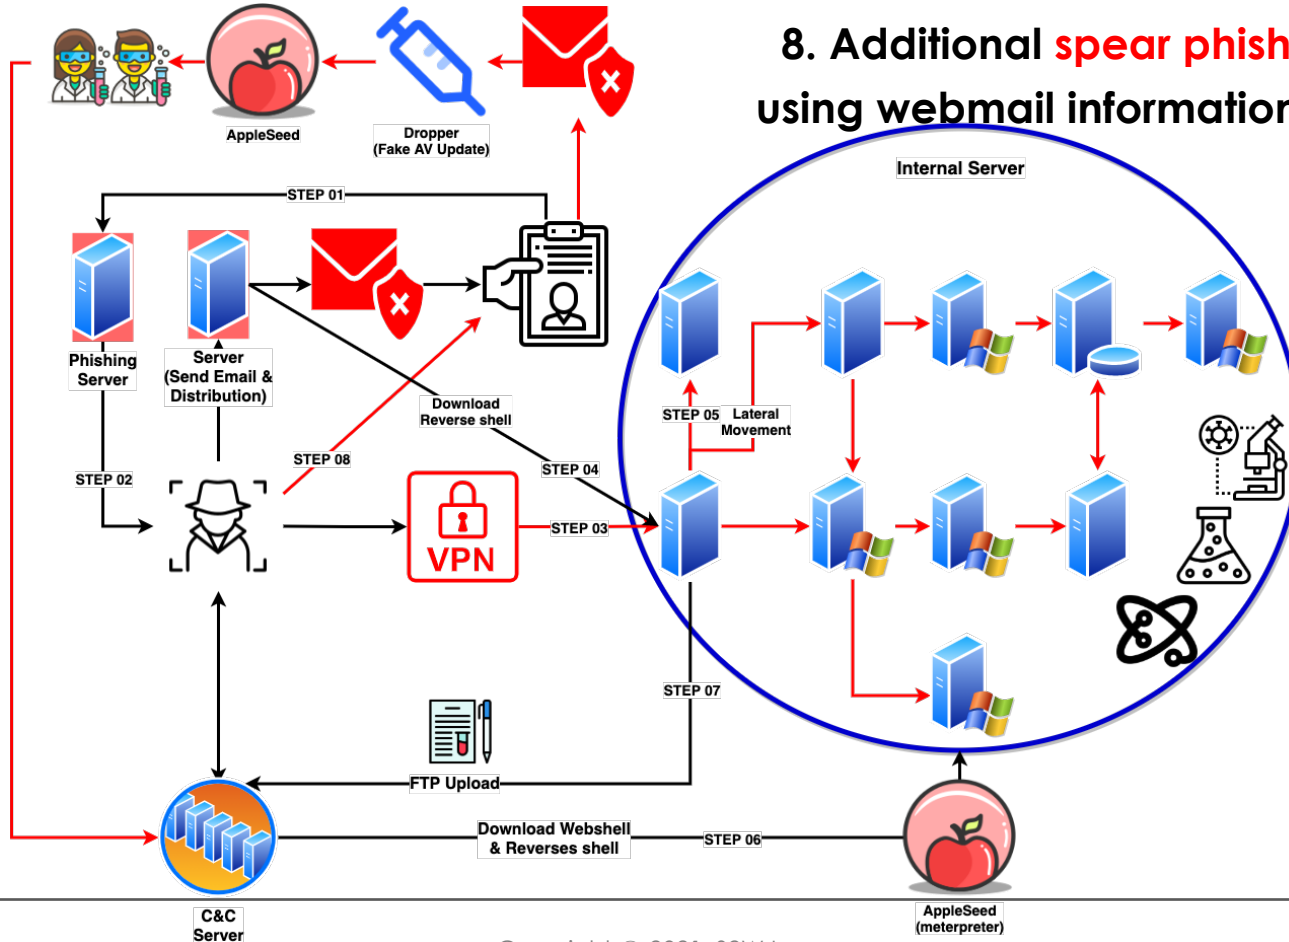 8. Additional spear phish
using webmail information
AppleSeed
Dropper
(Fake AV Update)
Internal Server
STEP 01
Phishing
Server
Server
(Send Email &
Distribution)
Download
Reverse shell
STEP 05
Lateral
Movement
STEP 08
STEP 04
STEP 02
STEP 03
VPN
STEP 07
FTP Upload
Download Webshell
& Reverses shell
STEP 06
C&C
Server
AppleSeed
(meterpreter)